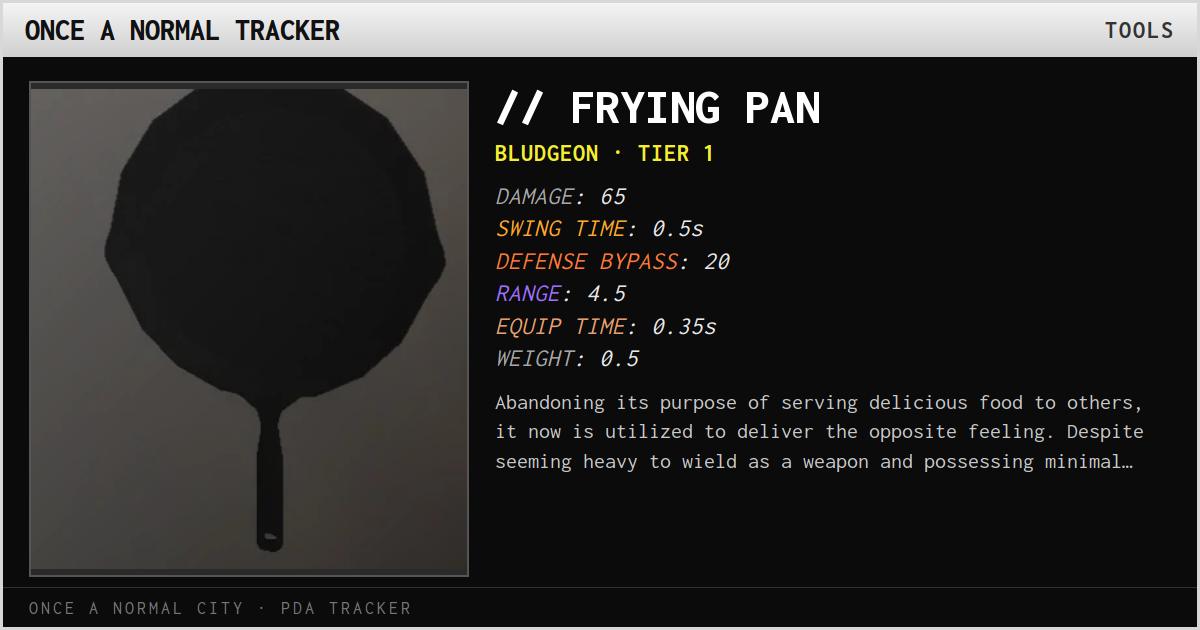 ONCE A NORMAL TRACKER
TOOLS
// FRYING PAN
BLUDGEON · TIER 1
DAMAGE: 65
SWING TIME: 0.5s
DEFENSE BYPASS: 20
RANGE: 4.5
EQUIP TIME: 0.35s
WEIGHT: 0.5
Abandoning its purpose of serving delicious food to others,
it now is utilized to deliver the opposite feeling. Despite
seeming heavy to wield as a weapon and possessing minimal…
ONCE A NORMAL CITY · PDA TRACKER